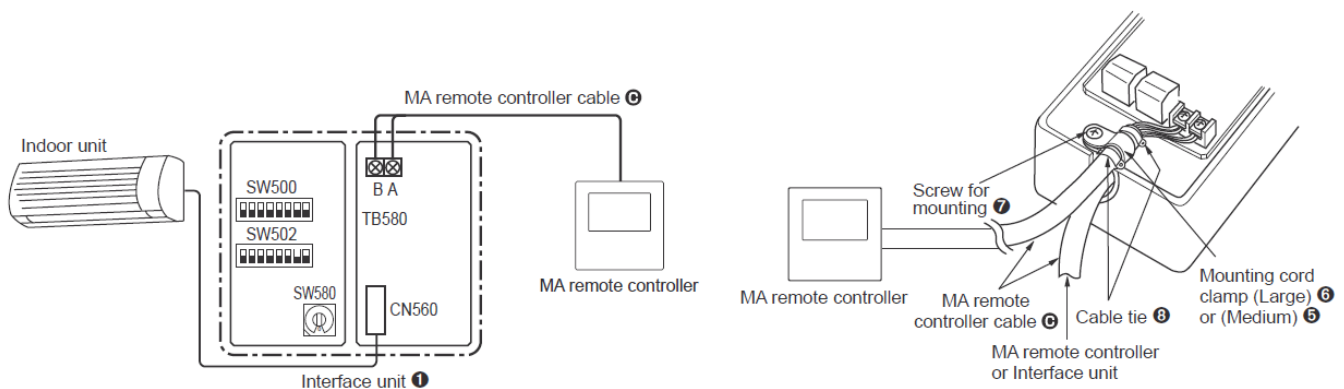 MA remote controller cable C
Indoor unit
SW500
B A
TB580
SW502
SW580
CN560
MA remote controller
Interface unit 1
Screw for
mounting 7
MA remote controller
MA remote
controller cable C
Cable tie 8
Mounting cord
clamp (Large) 6
or (Medium) 5
MA remote controller
or Interface unit